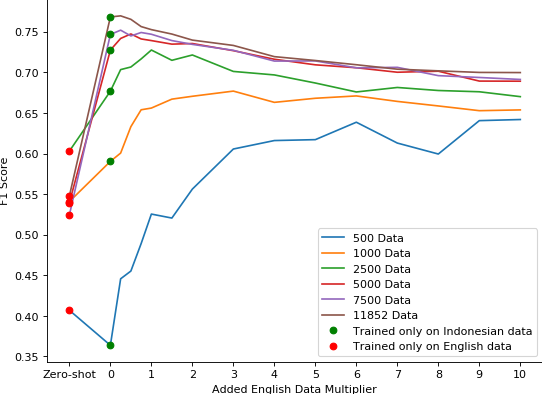 0.75
0.70
0.65
0.60
0.55
0.50
0.45
0.40
0.35
F1 Score
500 Data
1000 Data
2500 Data
5000 Data
7500 Data
11852 Data
Trained only on Indonesian data
Trained only on English data
Zero-shot 0 1 2 3 4 5 6 7 8 9 10
Added English Data Multiplier